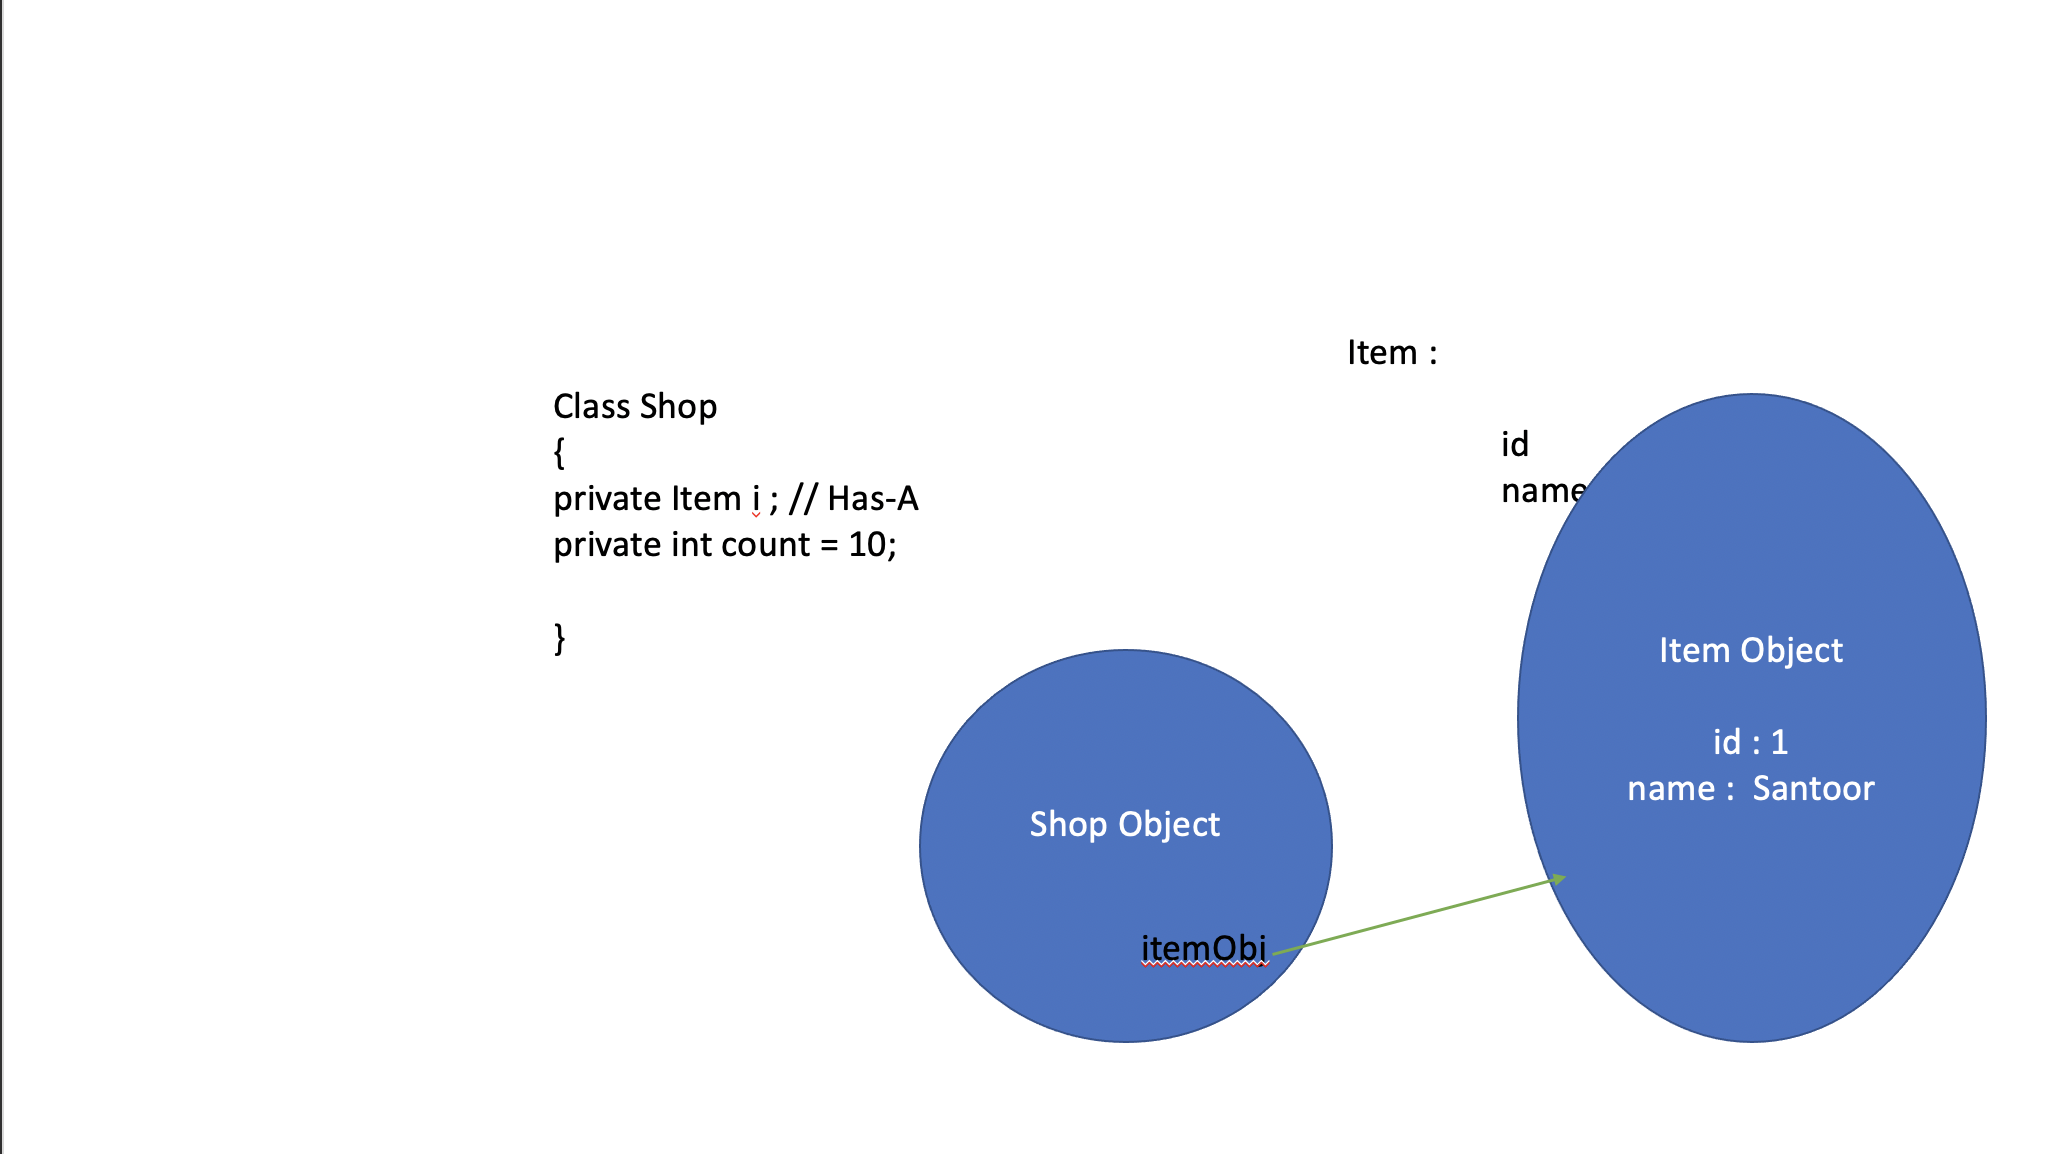 Item :
id
name
Class Shop
{
private Item i ; // Has-A
private int count = 10;
}
Item Object
id : 1
name :  Santoor
Shop Object
itemObj